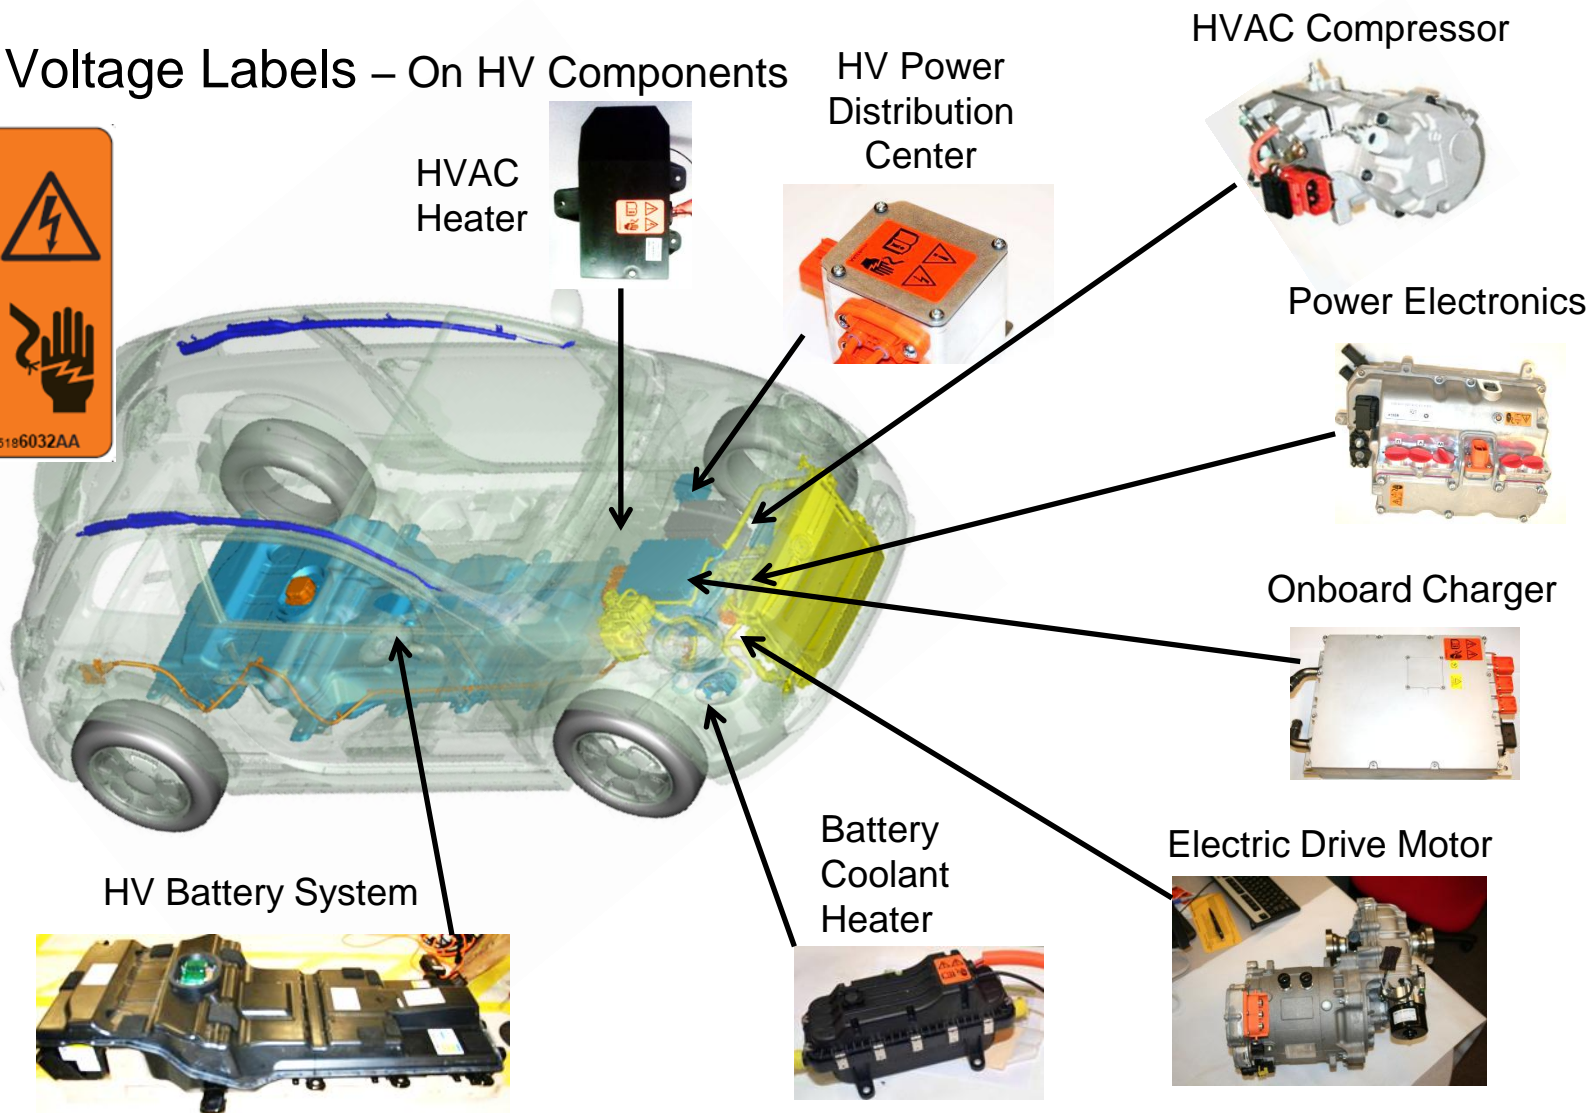 Voltage Labels – On HV Components
HVAC Compressor
HV Power
Distribution
Center
HVAC
Heater
Power Electronics
5186032AA
Onboard Charger
Battery
Coolant
Heater
Electric Drive Motor
HV Battery System